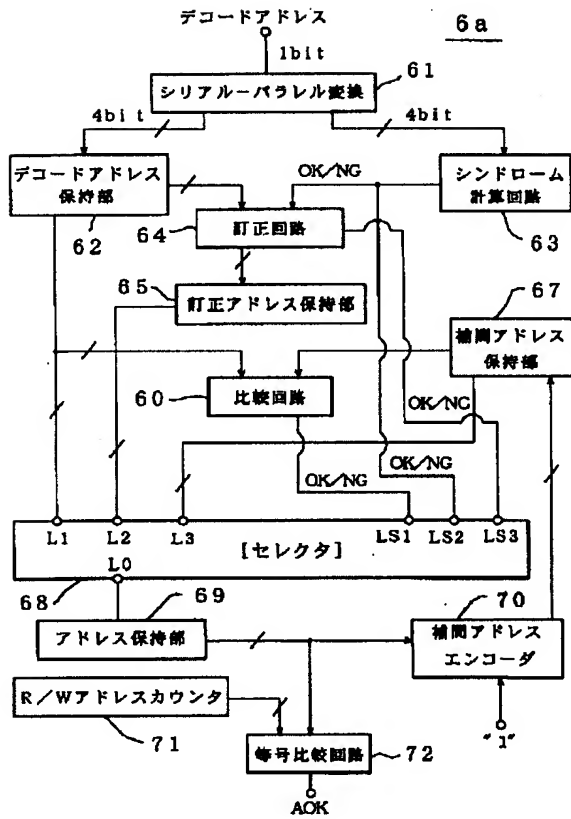 デコードアドレス
6a
1bit
61
シリアルーパラレル変換
4bit
4bit
デコードアドレス
保持部
OK/NG
シンドローム
計算回路
62
64
訂正回路
63
65
訂正アドレス保持部
67
補間アドレス
保持部
60
比較回路
OK/NG
OK/NG
OK/NG
L1
L2
L3
[セレクタ]
LS1
LS2
LS3
L0
68
69
70
アドレス保持部
補間アドレス
エンコーダ
R/Wアドレスカウンタ
71
等号比較回路
72
"1"
AOK